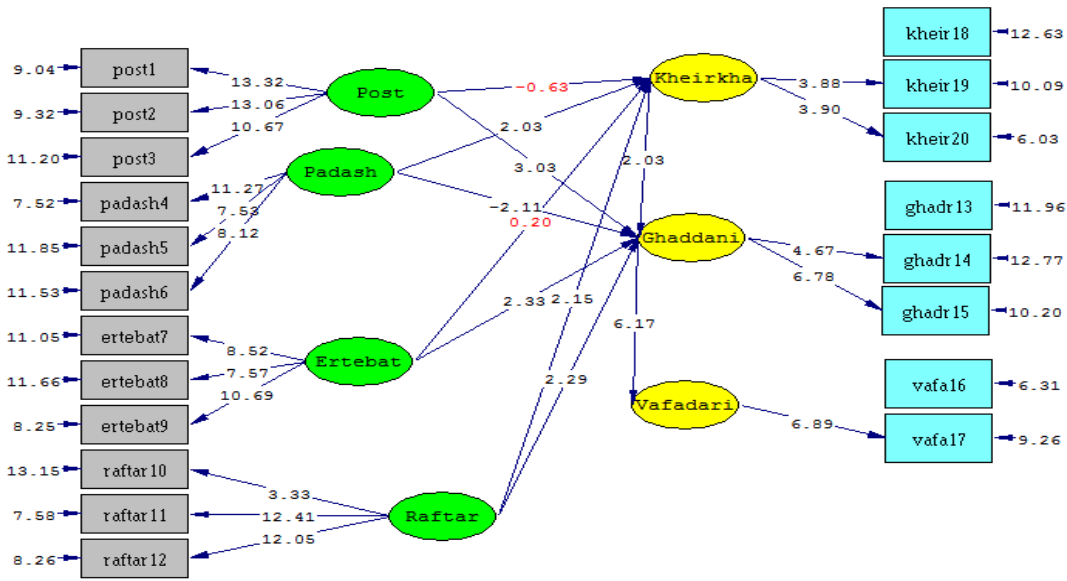 kheir18
12.63
9.04
post1
13.32
Post
-0.63
Kheirkha
3.88
kheir19
10.09
9.32
post2
13.06
3.90
10.67
2.03
kheir20
6.03
11.20
post3
3.03
2.03
Padash
7.52
padash4
11.27
7.53
-2.11
ghadr13
11.96
8.12
0.20
11.85
padash5
Ghaddani
4.67
ghadr14
12.77
6.78
11.53
padash6
2.33
2.15
ghadr15
10.20
11.05
ertebat7
8.52
6.17
Ertebat
11.66
ertebat8
7.57
2.29
vafa16
6.31
10.69
Vafadari
8.25
ertebat9
6.89
vafa17
9.26
13.15
raftar10
3.33
7.58
raftar11
12.41
Raftar
12.05
8.26
raftar12